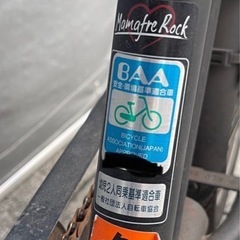 Mamafre Rock
BAA
安全・環境基準適合車
BICYCLE
ASSOCIATION(JAPAN)
APPROVED
幼児2人同乗基準適合車
一般社団法人自転車協会